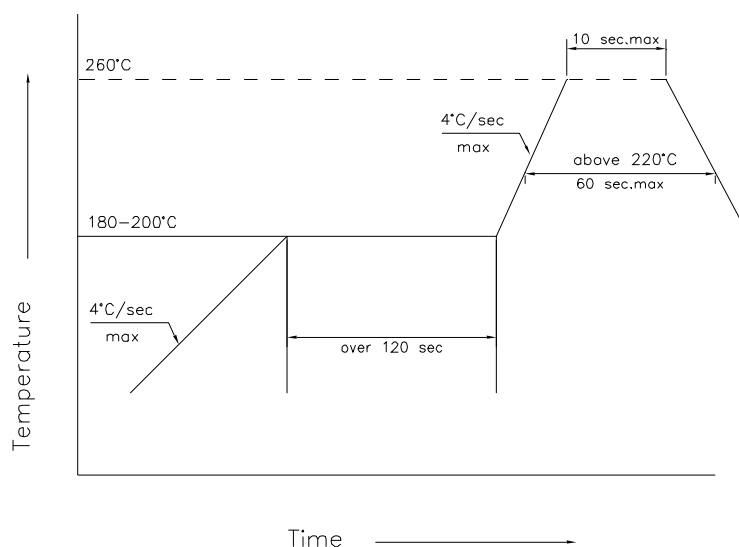 10 sec.max
260°C
4°C/sec
max
above 220°C
60 sec.max
180-200°C
4°C/sec
max
over 120 sec
Temperature
Time